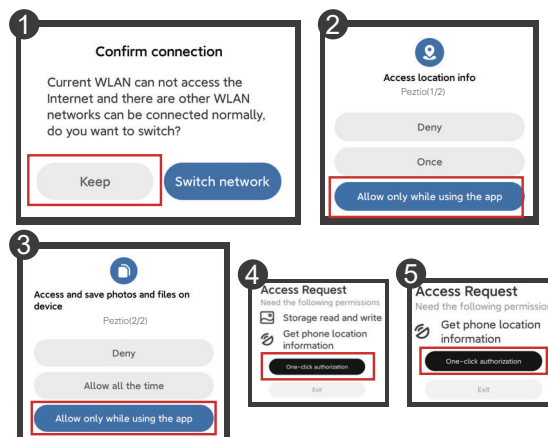 1
Confirm connection
Current WLAN can not access the
Internet and there are other WLAN
networks can be connected normally,
do you want to switch?
Keep
Switch network
2
Access location info
Peztio(1/2)
Deny
Once
Allow only while using the app
3
Access and save photos and files on
device
Peztio(2/2)
Deny
Allow all the time
Allow only while using the app
4
Access Request
Need the following permissions
Storage read and write
Get phone location
information
One-click authorization
Exit
5
Access Request
Need the following permission
Get phone location
information
One-click authorization
Exit